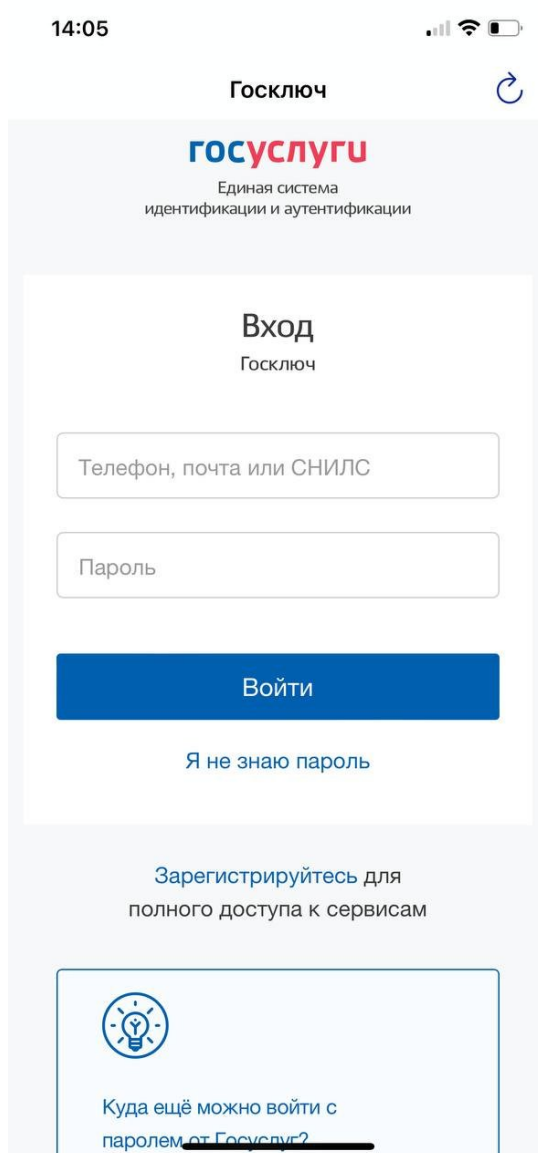 14:05
Госключ
госуслуги
Единая система
идентификации и аутентификации
Вход
Госключ
Телефон, почта или СНИЛС
Пароль
Войти
Я не знаю пароль
Зарегистрируйтесь для
полного доступа к сервисам
Куда ещё можно войти с
паролем от Госуслуг?